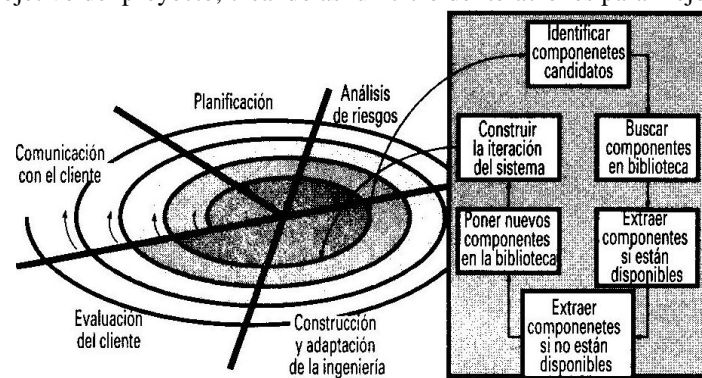 Planificación
Análisis
de riesgos
Comunicación
con el cliente
Evaluación
del cliente
Construcción
y adaptación
de la ingeniería
Identificar
componenetes
candidatos
Buscar
componentes
en biblioteca
Extraer
componentes
si están
disponibles
Extraer
componenetes
si no están
disponibles
Poner nuevos
componentes
en la biblioteca
Construir
la iteración
del sistema